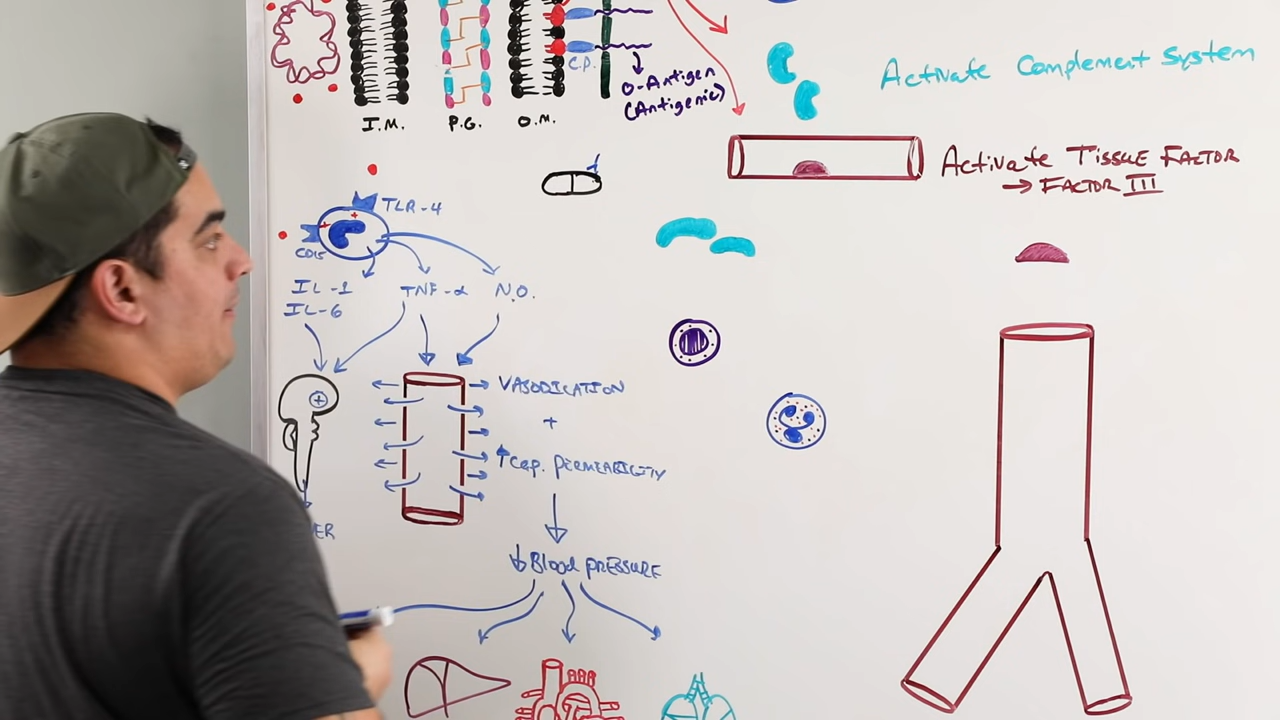 C.P.
O-Antigen
(Antigenic)
I.M.
P.G.
O.M.
Activate Complement System
Activate Tissue Factor
→ Factor III
TLR-4
CD15
IL-1
IL-6
TNF-α
N.O.
+
Vasodilation
+
↑Cap. Permeability
↓Blood pressure